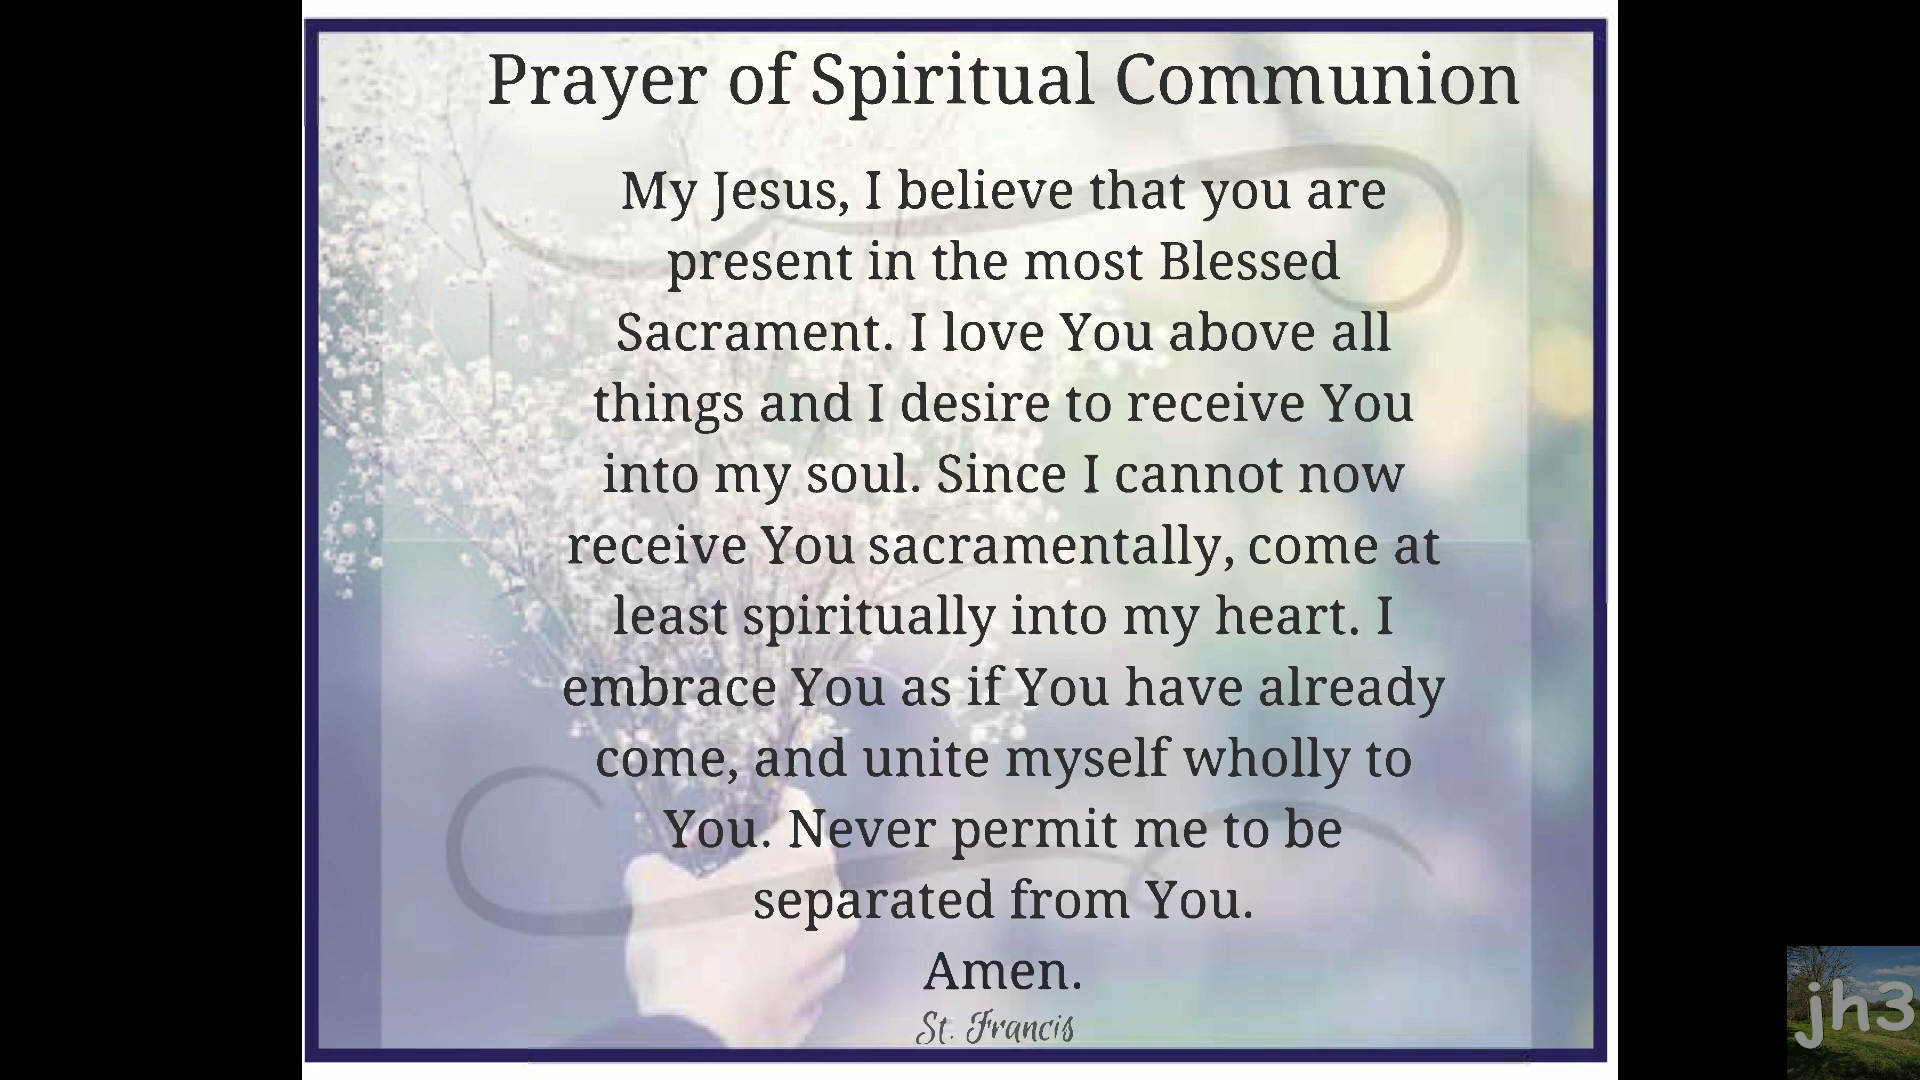 Prayer of Spiritual Communion
My Jesus, I believe that you are
present in the most Blessed
Sacrament. I love You above all
things and I desire to receive You
into my soul. Since I cannot now
receive You sacramentally, come at
least spiritually into my heart. I
embrace You as if You have already
come, and unite myself wholly to
You. Never permit me to be
separated from You.
Amen.
St. Francis
jh3